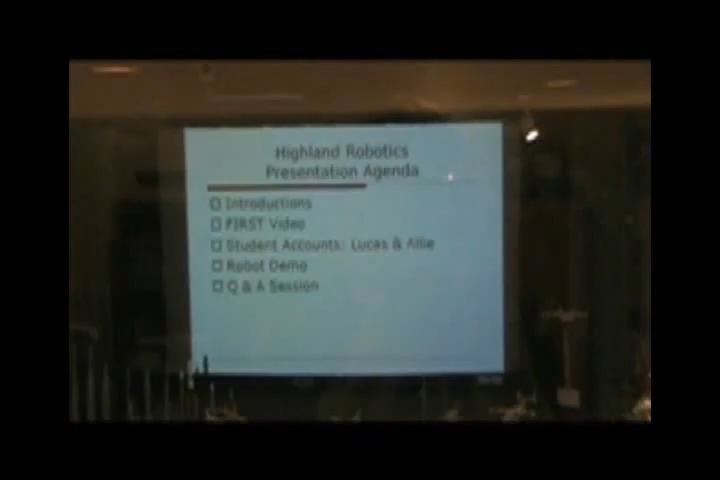 Highland Robotics
Presentation Agenda
Introductions
FIRST Video
Student Accounts: Lucas & Allie
Robot Demo
Q & A Session